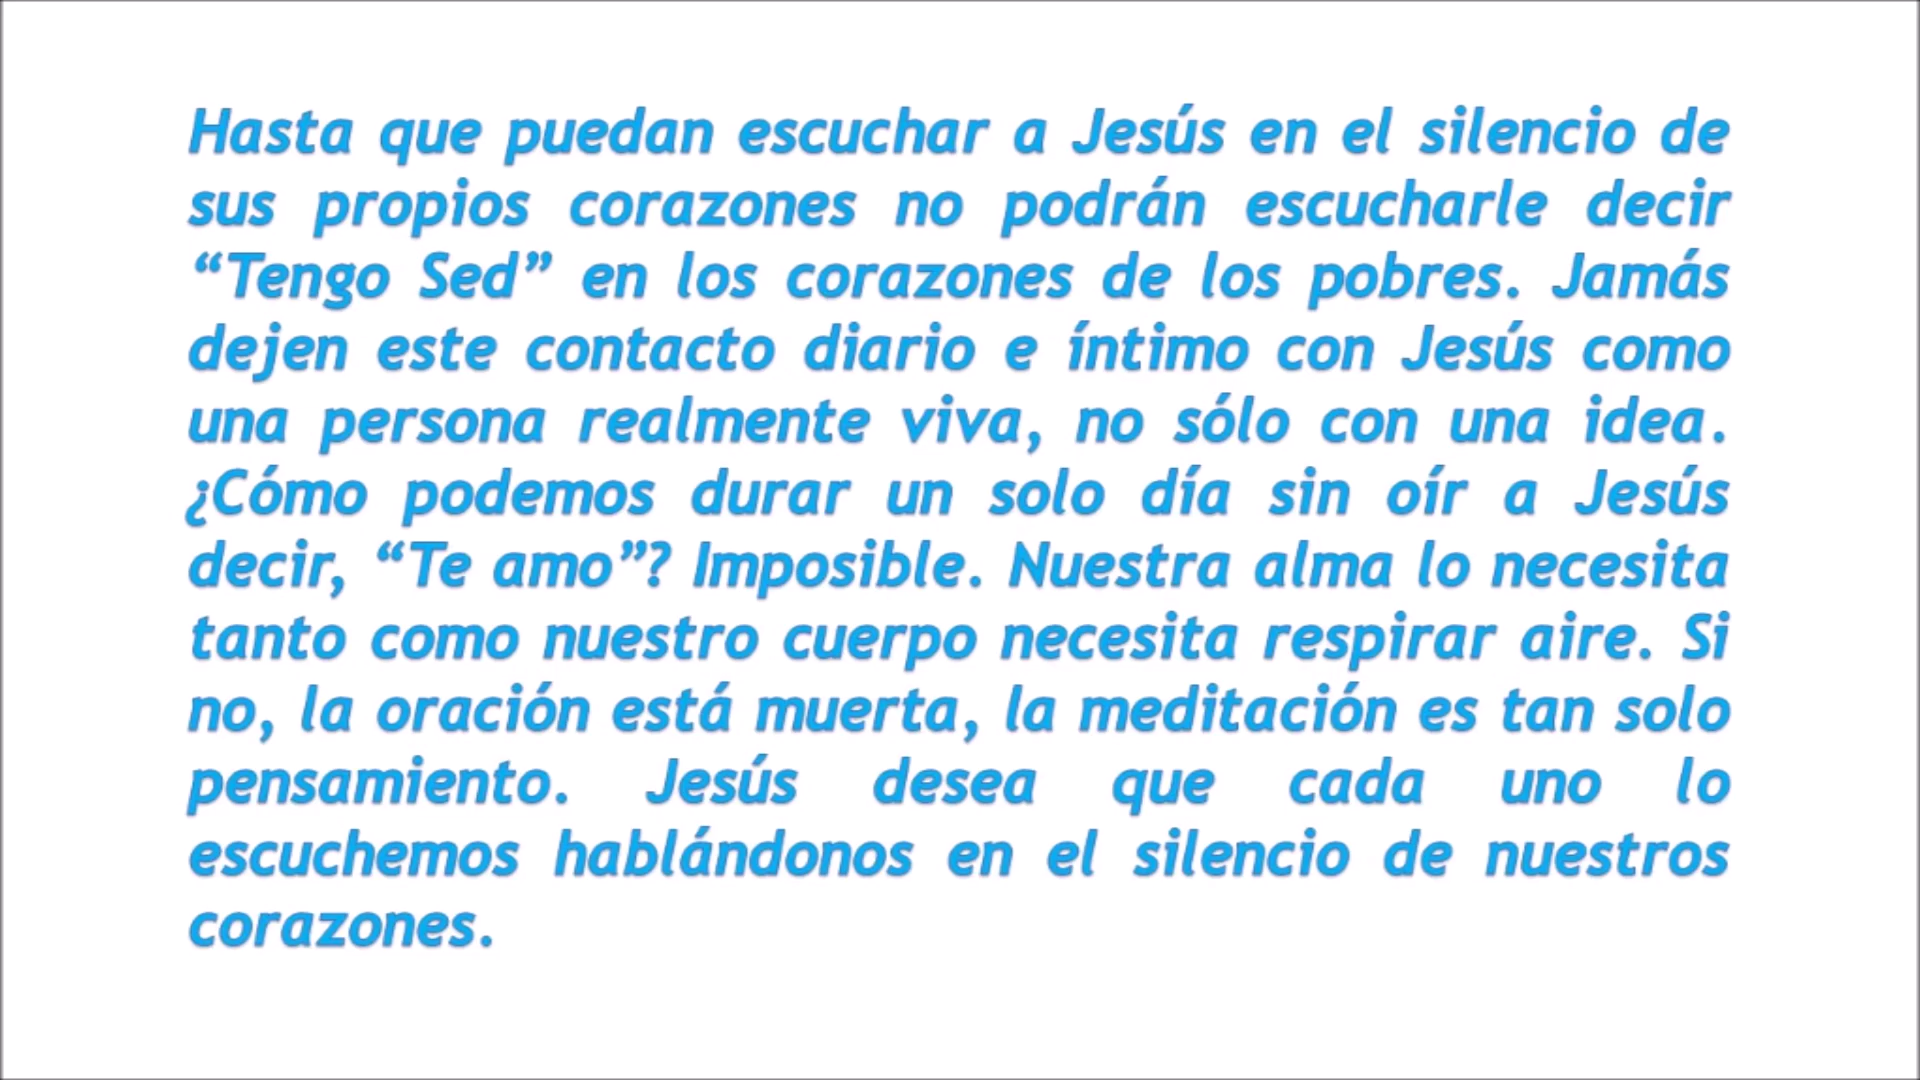 Hasta que puedan escuchar a Jesús en el silencio de
sus propios corazones no podrán escucharle decir
“Tengo Sed” en los corazones de los pobres. Jamás
dejen este contacto diario e íntimo con Jesús como
una persona realmente viva, no sólo con una idea.
¿Cómo podemos durar un solo día sin oír a Jesús
decir, “Te amo”? Imposible. Nuestra alma lo necesita
tanto como nuestro cuerpo necesita respirar aire. Si
no, la oración está muerta, la meditación es tan solo
pensamiento. Jesús desea que cada uno lo
escuchemos hablándonos en el silencio de nuestros
corazones.